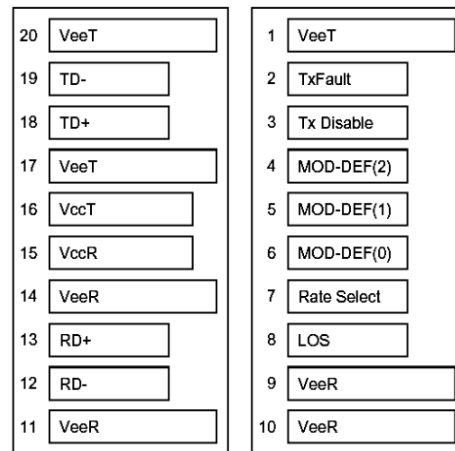 20 VeeT
19 TD-
18 TD+
17 VeeT
16 VccT
15 VccR
14 VeeR
13 RD+
12 RD-
11 VeeR
1 VeeT
2 TxFault
3 Tx Disable
4 MOD-DEF(2)
5 MOD-DEF(1)
6 MOD-DEF(0)
7 Rate Select
8 LOS
9 VeeR
10 VeeR